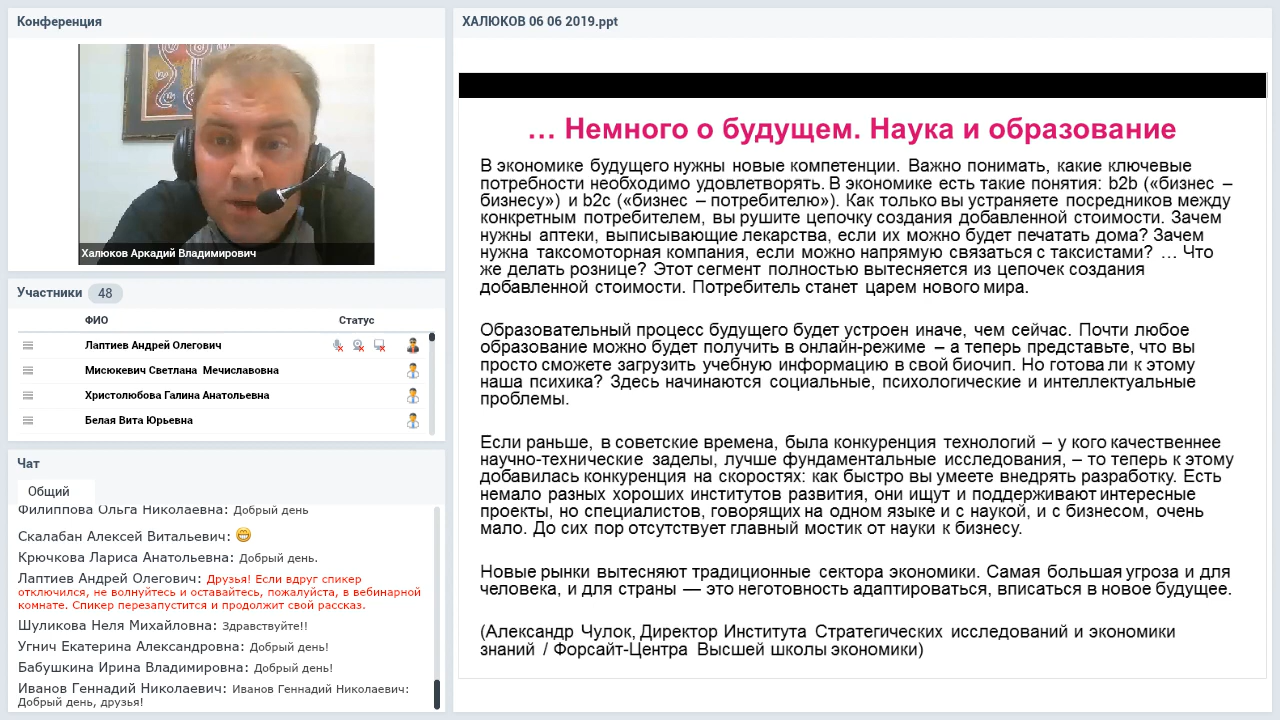 Конференция
Халюков Аркадий Владимирович
Участники 48
ФИО Статус
Лаптиев Андрей Олегович
Мисюкевич Светлана Мечиславовна
Христолюбова Галина Анатольевна
Белая Вита Юрьевна
Чат
Общий
Филиппова Ольга Николаевна: Добрый день
Скалабан Алексей Витальевич:
Крючкова Лариса Анатольевна: Добрый день.
Лаптиев Андрей Олегович: Друзья! Если вдруг спикер
отключился, не волнуйтесь и оставайтесь, пожалуйста, в вебинарной
комнате. Спикер перезапустится и продолжит свой рассказ.
Шуликова Неля Михайловна: Здравствуйте!!
Угнич Екатерина Александровна: Добрый день!
Бабушкина Ирина Владимировна: Добрый день!
Иванов Геннадий Николаевич: Иванов Геннадий Николаевич:
Добрый день, друзья!
ХАЛЮКОВ 06 06 2019.ppt
… Немного о будущем. Наука и образование
В экономике будущего нужны новые компетенции. Важно понимать, какие ключевые
потребности необходимо удовлетворять. В экономике есть такие понятия: b2b («бизнес –
бизнесу») и b2c («бизнес – потребителю»). Как только вы устраняете посредников между
конкретным потребителем, вы рушите цепочку создания добавленной стоимости. Зачем
нужны аптеки, выписывающие лекарства, если их можно будет печатать дома? Зачем
нужна таксомоторная компания, если можно напрямую связаться с таксистами? … Что
же делать рознице? Этот сегмент полностью вытесняется из цепочек создания
добавленной стоимости. Потребитель станет царем нового мира.
Образовательный процесс будущего будет устроен иначе, чем сейчас. Почти любое
образование можно будет получить в онлайн-режиме – а теперь представьте, что вы
просто сможете загрузить учебную информацию в свой биочип. Но готова ли к этому
наша психика? Здесь начинаются социальные, психологические и интеллектуальные
проблемы.
Если раньше, в советские времена, была конкуренция технологий – у кого качественнее
научно-технические заделы, лучше фундаментальные исследования, – то теперь к этому
добавилась конкуренция на скоростях: как быстро вы умеете внедрять разработку. Есть
немало разных хороших институтов развития, они ищут и поддерживают интересные
проекты, но специалистов, говорящих на одном языке и с наукой, и с бизнесом, очень
мало. До сих пор отсутствует главный мостик от науки к бизнесу.
Новые рынки вытесняют традиционные сектора экономики. Самая большая угроза и для
человека, и для страны — это неготовность адаптироваться, вписаться в новое будущее.
(Александр Чулок, Директор Института Стратегических исследований и экономики
знаний / Форсайт-Центра Высшей школы экономики)